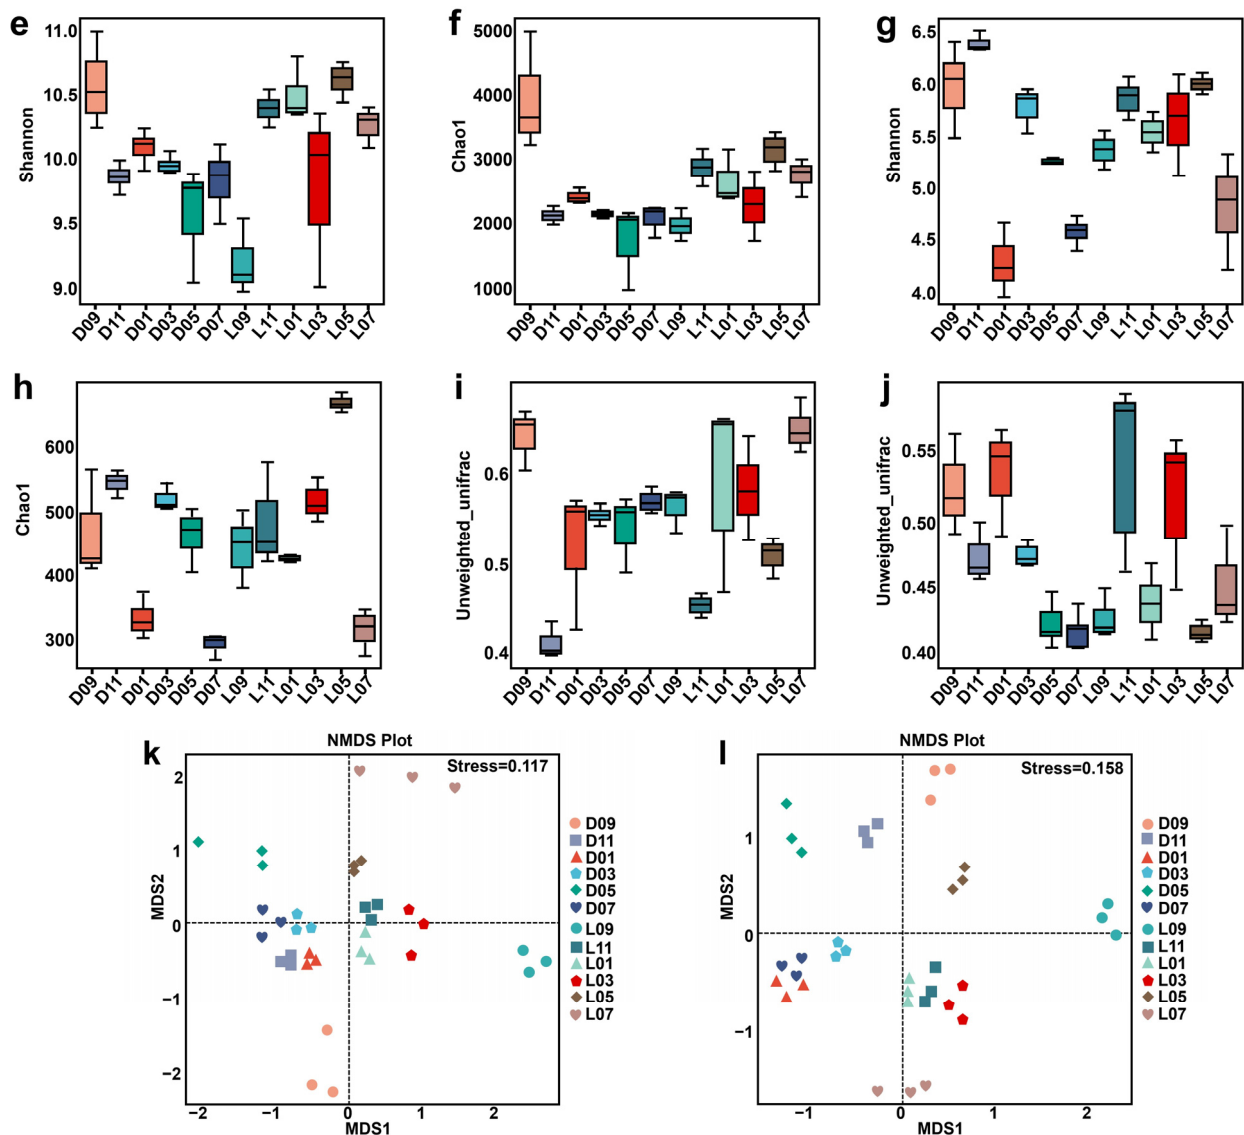 e
Shannon
11.0
10.5
10.0
9.5
9.0
D09 D11 D01 D03 D05 D07 L09 L11 L01 L03 L05 L07
f
Chao1
5000
4000
3000
2000
1000
D09 D11 D01 D03 D05 D07 L09 L11 L01 L03 L05 L07
g
Shannon
6.5
6.0
5.5
5.0
4.5
4.0
D09 D11 D01 D03 D05 D07 L09 L11 L01 L03 L05 L07
h
Chao1
600
500
400
300
D09 D11 D01 D03 D05 D07 L09 L11 L01 L03 L05 L07
i
Unweighted_unifrac
0.6
0.5
0.4
D09 D11 D01 D03 D05 D07 L09 L11 L01 L03 L05 L07
j
Unweighted_unifrac
0.55
0.50
0.45
0.40
D09 D11 D01 D03 D05 D07 L09 L11 L01 L03 L05 L07
k
NMDS Plot
Stress=0.117
MDS2
2
1
0
−1
−2
−2 −1 0 1 2
MDS1
D09
D11
D01
D03
D05
D07
L09
L11
L01
L03
L05
L07
l
NMDS Plot
Stress=0.158
MDS2
1
0
−1
−1 0 1 2
MDS1
D09
D11
D01
D03
D05
D07
L09
L11
L01
L03
L05
L07